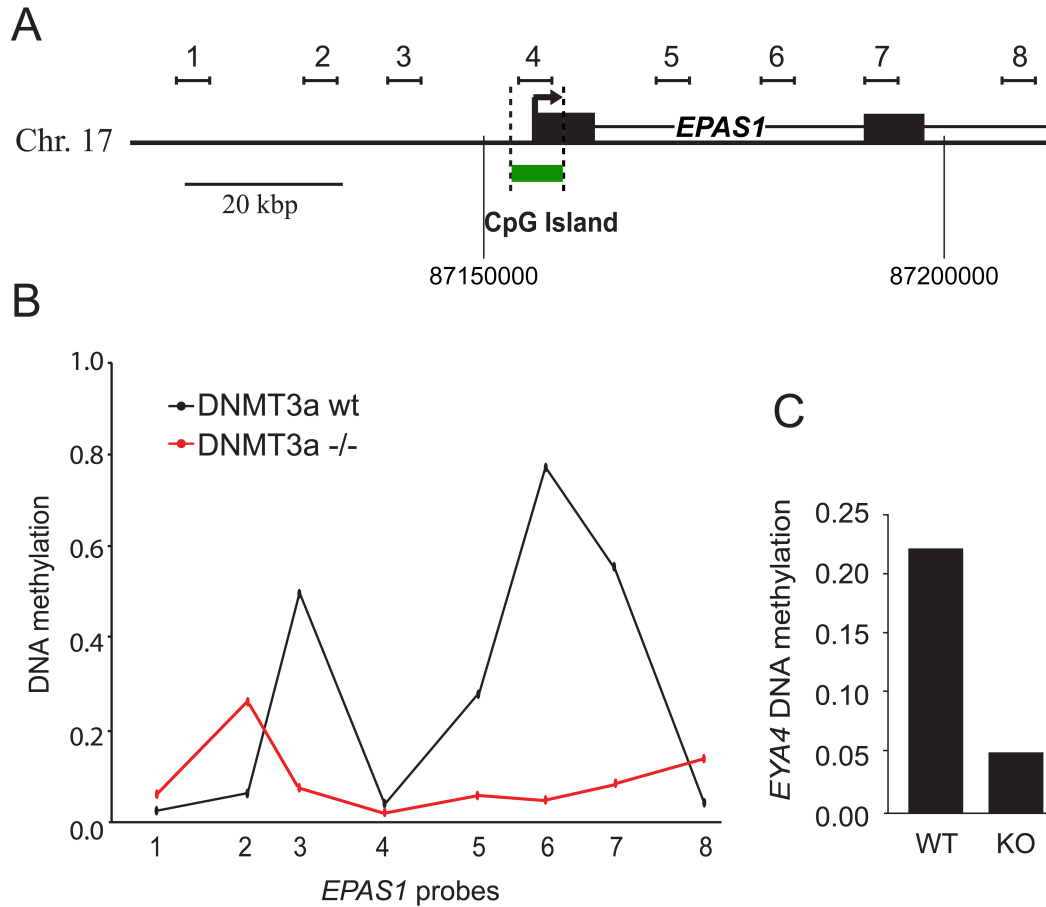 A
1 2 3 4 5 6 7 8
Chr. 17
EPAS1
20 kbp
CpG Island
87150000 87200000
B
1.0
0.8
0.6
0.4
0.2
0.0
DNA methylation
DNMT3a wt
DNMT3a -/-
1 2 3 4 5 6 7 8
EPAS1 probes
C
0.25
0.20
0.15
0.10
0.05
0.00
EYA4 DNA methylation
WT KO